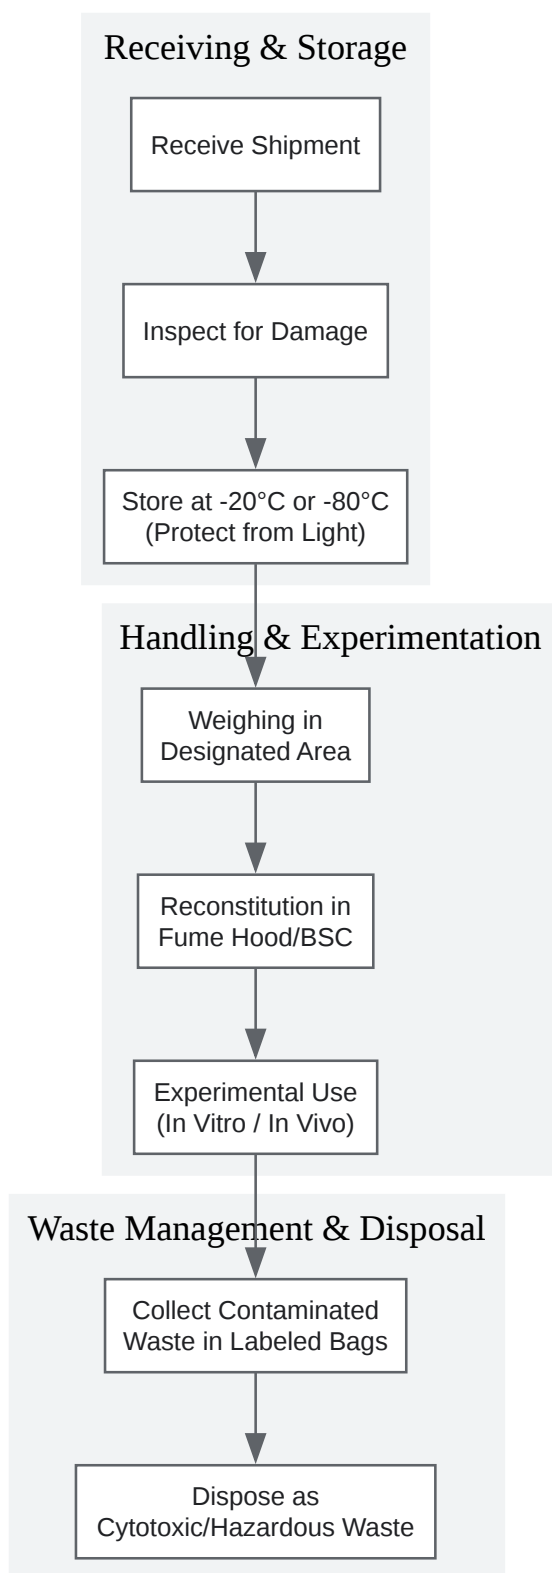 Receiving & Storage
Receive Shipment
Inspect for Damage
Store at -20°C or -80°C
(Protect from Light)
Handling & Experimentation
Weighing in
Designated Area
Reconstitution in
Fume Hood/BSC
Experimental Use
(In Vitro / In Vivo)
Waste Management & Disposal
Collect Contaminated
Waste in Labeled Bags
Dispose as
Cytotoxic/Hazardous Waste